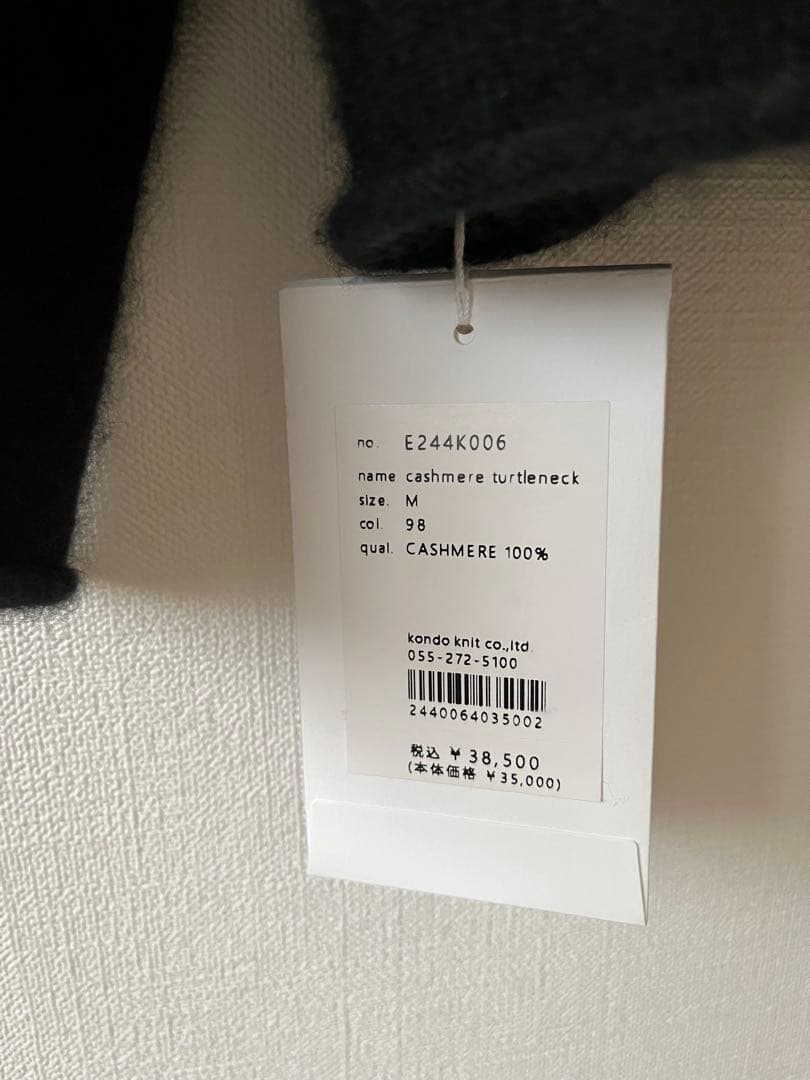 no. E244K006
name cashmere turtleneck
size. M
col. 98
qual. CASHMERE 100%
kondo knit co.,ltd.
055-272-5100
2440064035002
税込 ￥38,500
(本体価格 ￥35,000)